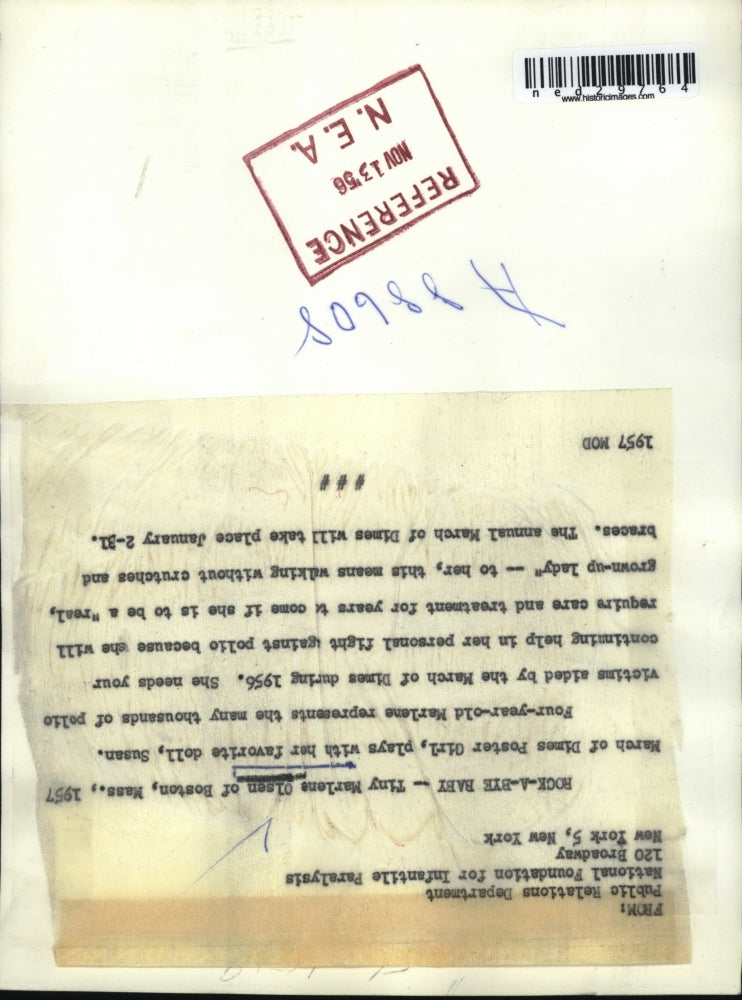 ned29764
www.historicimages.com
REFERENCE
NOV 13 '56
N. E. A.
FROM:
Public Relations Department
National Foundation for Infantile Paralysis
120 Broadway
New York 5, New York
ROCK-A-BYE BABY -- Tiny Marlene Olsen of Boston, Mass., 1957
March of Dimes Poster Girl, plays with her favorite doll, Susan.
Four-year-old Marlene represents the many thousands of polio
victims aided by the March of Dimes during 1956. She needs your
continuing help in her personal fight against polio because she will
require care and treatment for years to come if she is to be a "real,
grown-up lady" -- to her, this means walking without crutches and
braces. The annual March of Dimes will take place January 2-31.
# # #
1957 MOD